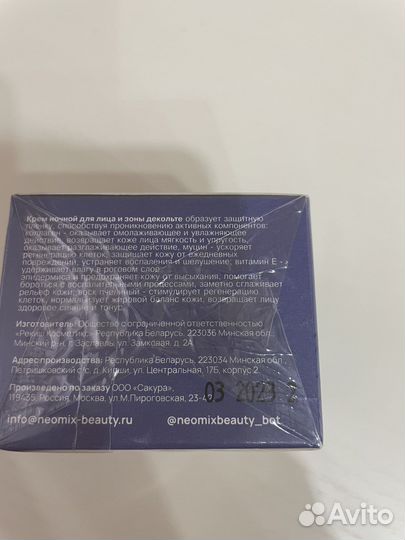 Крем ночной для лица и зоны декольте образует защитную
пленку, способствуя проникновению активных компонентов:
коллаген - оказывает омолаживающее и увлажняющее
действие, возвращает коже лица мягкость и упругость,
оказывает разглаживающее действие, муцин - ускоряет
регенерацию клеток, защищает кожу от ежедневных
повреждений, устраняет воспаления и шелушение; витамин Е -
удерживает влагу в роговом слое
эпидермиса и предохраняет кожу от высыхания, помогает
бороться с воспалительными процессами, заметно сглаживает
рельеф кожи; воск пчелиный - стимулирует регенерацию
клеток, нормализует жировой баланс кожи, возвращает лицу
здоровое сияние и тонус.
Изготовитель: Общество с ограниченной ответственностью
Косметик», Республика Беларусь, 223036 Минская обл.,
Минский р-н, г. Заславль, ул. Замковая, д. 2А
Адрес производства: Республика Беларусь, 223034 Минская обл.,
Петришковский с/с, д. ул. Центральная, 17Б, корпус 2.
Произведено по заказу ООО «Сакура»,
119435, Россия, Москва, ул М.Пироговская, 23-49
03 2023 2
info@neomix-beauty.ru @neomixbeauty_bot
Avito